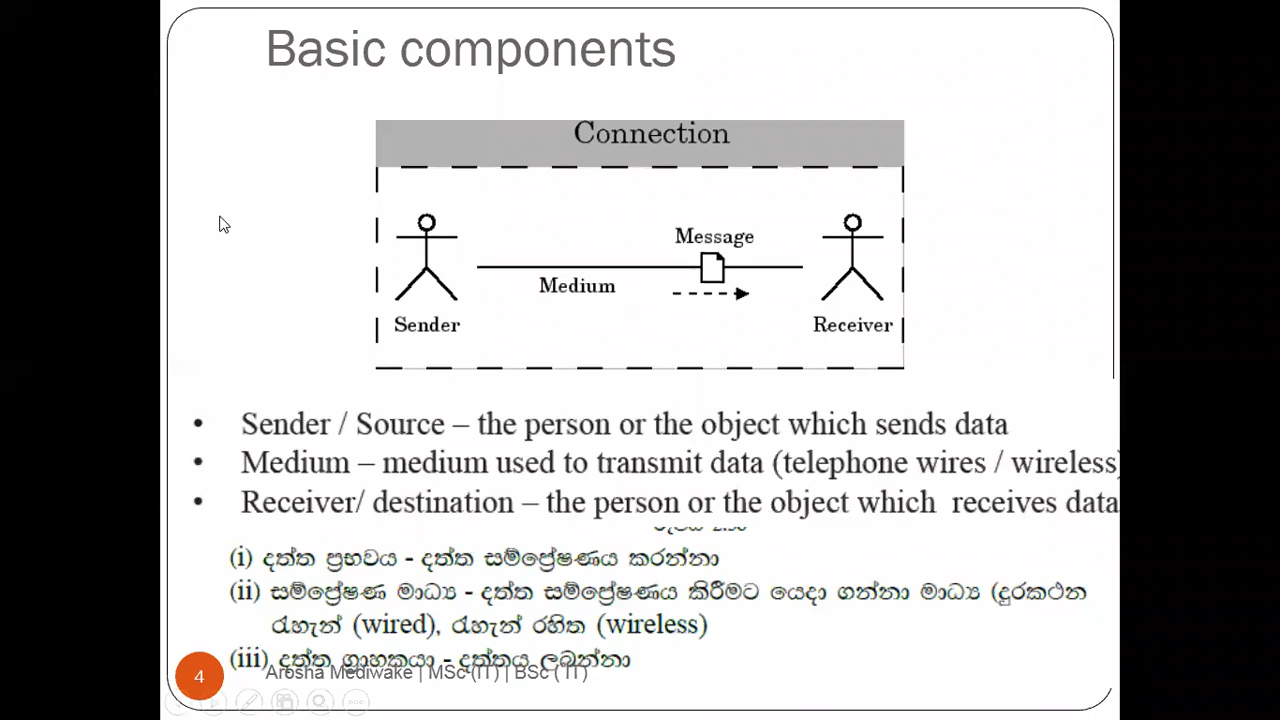 Basic components
Connection
Message
Medium
Sender
Receiver
• Sender / Source – the person or the object which sends data
• Medium – medium used to transmit data (telephone wires / wireless)
• Receiver/ destination – the person or the object which receives data
(i) දත්ත ප්‍රභවය - දත්ත සම්ප්‍රේෂණය කරන්නා
(ii) සම්ප්‍රේෂණ මාධ්‍ය - දත්ත සම්ප්‍රේෂණය කිරීමට යෙදා ගන්නා මාධ්‍ය (දුරකථන
රැහැන් (wired), රැහැන් රහිත (wireless)
(iii) දත්ත ග්‍රාහකයා - දත්තය ලබන්නා
4
Arosha Mediwake | MSc (IT) | BSc ( IT)